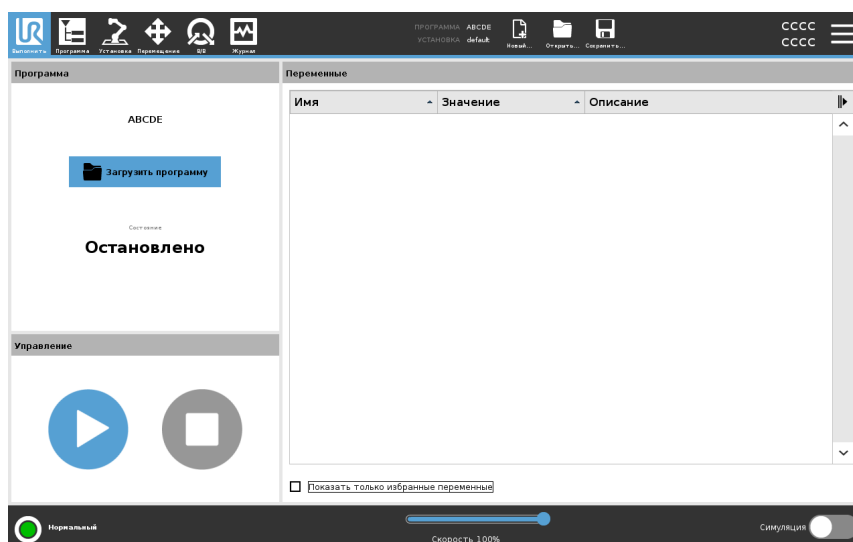 UR
ПРОГРАММА ABCDE
УСТАНОВКА default
CCCC
CCCC
Выполнить Программа Установка Перемещение В/В Журнал Новый... Открыть... Сохранить...
Программа
Переменные
ABCDE
Загрузить программу
Состояние
Остановлено
Имя Значение Описание
Управление
Показать только избранные переменные
Нормальный
Скорость 100%
Симуляция